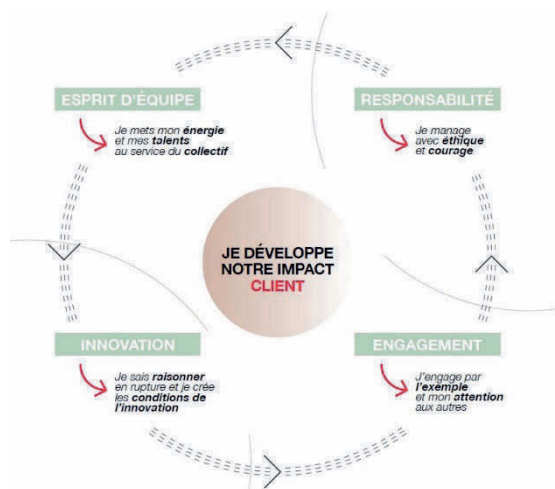 ESPRIT D'ÉQUIPE
Je mets mon énergie
et mes talents
au service du collectif
RESPONSABILITÉ
Je manage
avec éthique
et courage
JE DÉVELOPPE
NOTRE IMPACT
CLIENT
INNOVATION
Je sais raisonner
en rupture et je crée
les conditions de
l'innovation
ENGAGEMENT
J'engage par
l'exemple
et mon attention
aux autres